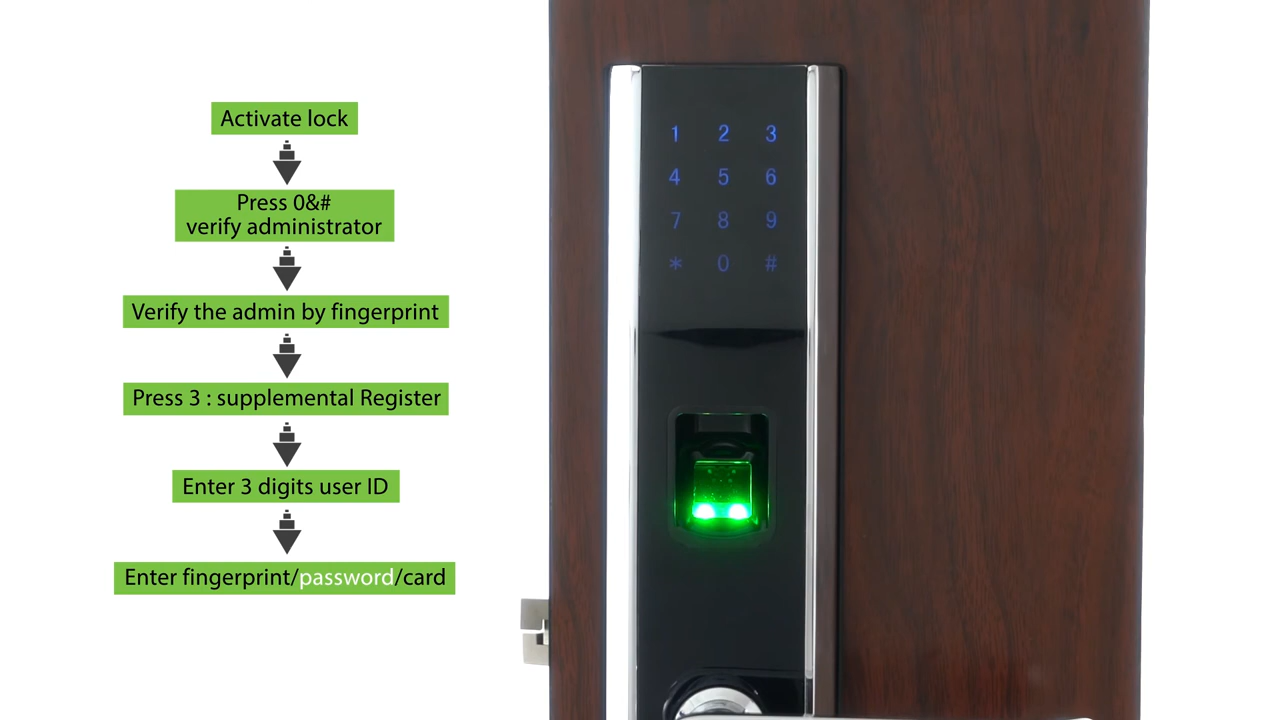 Activate lock
Press 0&#
verify administrator
Verify the admin by fingerprint
Press 3 : supplemental Register
Enter 3 digits user ID
Enter fingerprint/password/card
1 2 3
4 5 6
7 8 9
* 0 #